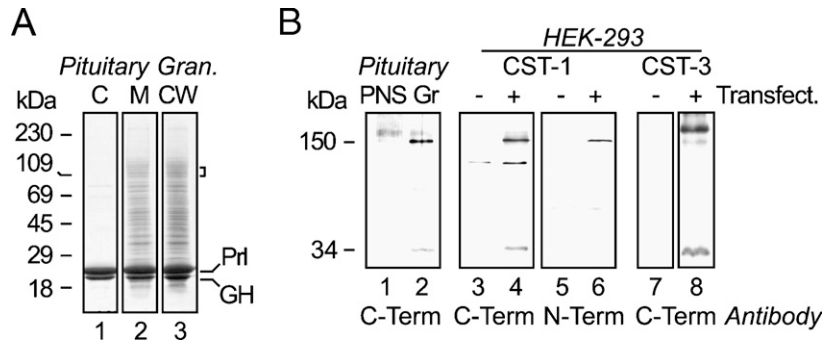 A
Pituitary Gran.
kDa C M CW
230
109
69
45
29
18
Prl
GH
1 2 3
B
HEK-293
Pituitary CST-1 CST-3
kDa PNS Gr - + - + - + Transfect.
150
34
1 2 3 4 5 6 7 8
C-Term C-Term N-Term C-Term Antibody